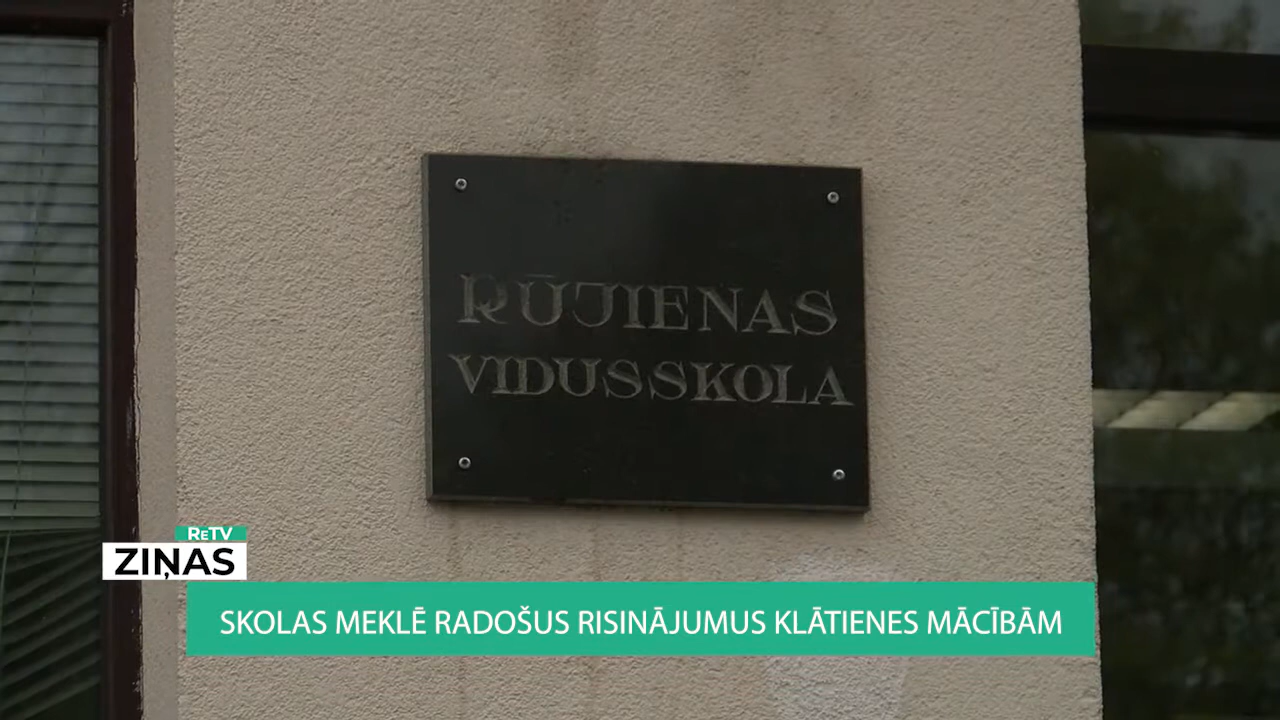 RŪJIENAS
VIDUSSKOLA
RETV
ZIŅAS
SKOLAS MEKLĒ RADOŠUS RISINĀJUMUS KLĀTIENES MĀCĪBĀM